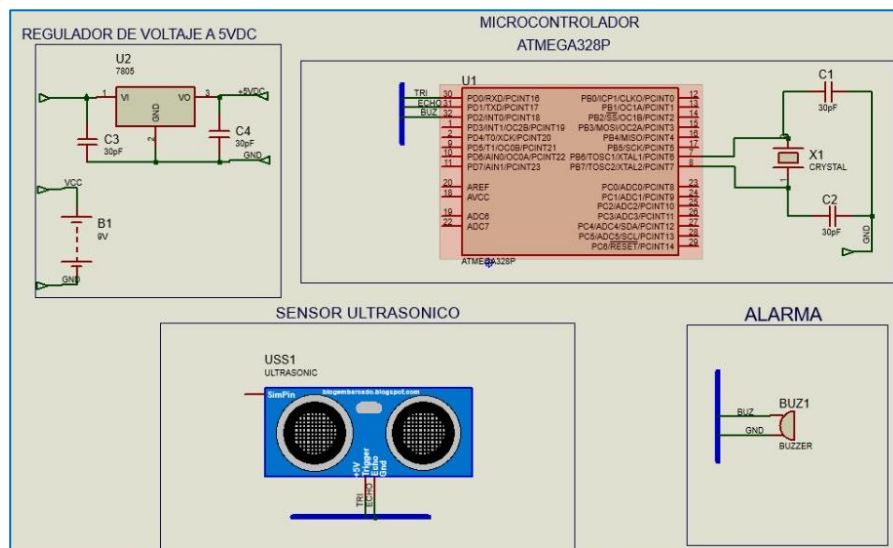 REGULADOR DE VOLTAJE A 5VDC
U2
7805
1
VI
VO
3
+5VDC
GND
2
C3
30pF
C4
30pF
GND
VCC
B1
9V
GND
MICROCONTROLADOR
ATMEGA328P
U1
TRI
30
PD0/RXD/PCINT16
ECHO
31
PD1/TXD/PCINT17
BUZ
32
PD2/INT0/PCINT18
1
PD3/INT1/OC2B/PCINT19
2
PD4/T0/XCK/PCINT20
9
PD5/T1/OC0B/PCINT21
10
PD6/AIN0/OC0A/PCINT22
11
PD7/AIN1/PCINT23
20
AREF
18
AVCC
19
ADC6
22
ADC7
PB0/ICP1/CLKO/PCINT0
12
PB1/OC1A/PCINT1
13
PB2/SS/OC1B/PCINT2
14
PB3/MOSI/OC2A/PCINT3
15
PB4/MISO/PCINT4
16
PB5/SCK/PCINT5
17
PB6/TOSC1/XTAL1/PCINT6
7
PB7/TOSC2/XTAL2/PCINT7
8
PC0/ADC0/PCINT8
23
PC1/ADC1/PCINT9
24
PC2/ADC2/PCINT10
25
PC3/ADC3/PCINT11
26
PC4/ADC4/SDA/PCINT12
27
PC5/ADC5/SCL/PCINT13
28
PC6/RESET/PCINT14
29
ATMEGA328P
C1
30pF
X1
CRYSTAL
1
C2
30pF
GND
SENSOR ULTRASONICO
USS1
ULTRASONIC
SimPin
blogembarcado.blogspot.com
+5V
Trigger
Echo
Gnd
TRI
ECHO
ALARMA
BUZ1
BUZ
GND
BUZZER